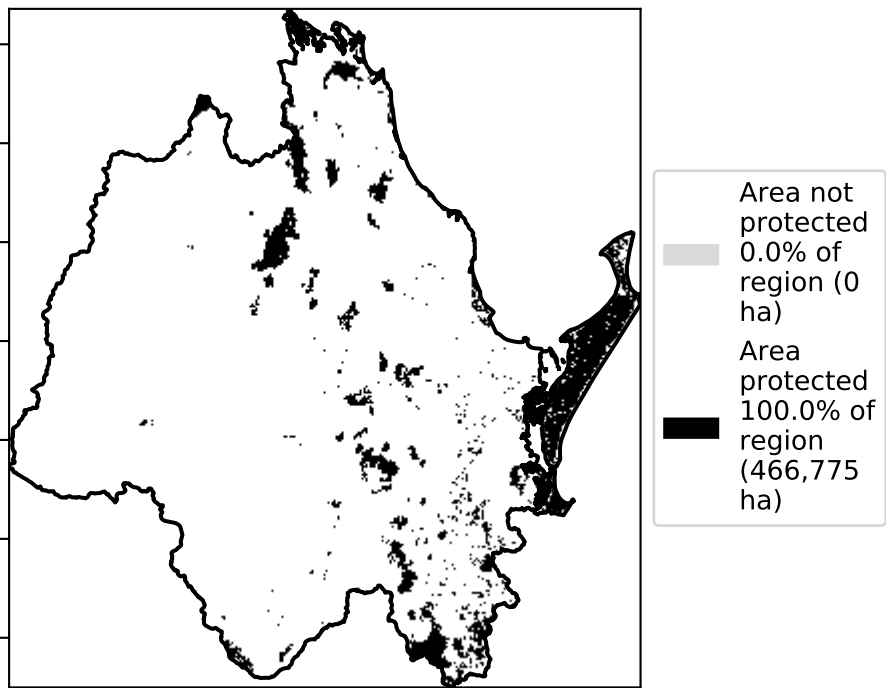 Area not
protected
0.0% of
region (0
ha)
Area
protected
100.0% of
region
(466,775
ha)